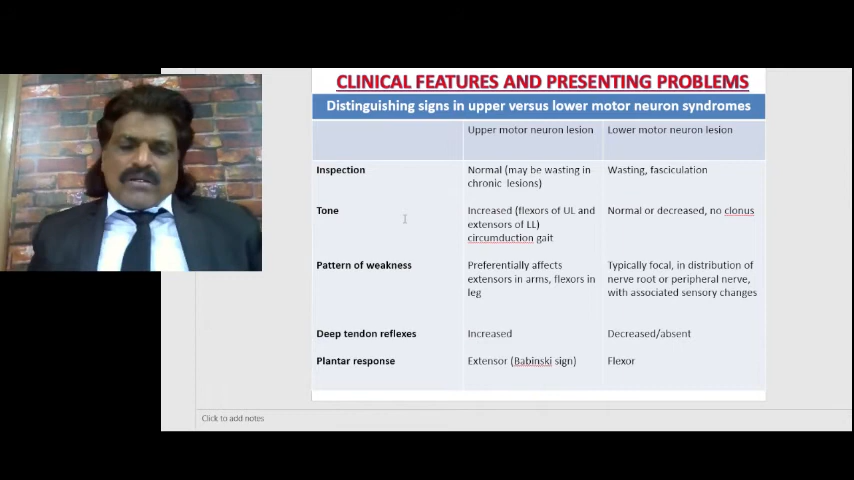 CLINICAL FEATURES AND PRESENTING PROBLEMS
Distinguishing signs in upper versus lower motor neuron syndromes
Upper motor neuron lesion
Lower motor neuron lesion
Inspection
Normal (may be wasting in
chronic lesions)
Wasting, fasciculation
Tone
Increased (flexors of UL and
extensors of LL)
circumduction gait
Normal or decreased, no clonus
Pattern of weakness
Preferentially affects
extensors in arms, flexors in
leg
Typically focal, in distribution of
nerve root or peripheral nerve,
with associated sensory changes
Deep tendon reflexes
Increased
Decreased/absent
Plantar response
Extensor (Babinski sign)
Flexor
Click to add notes